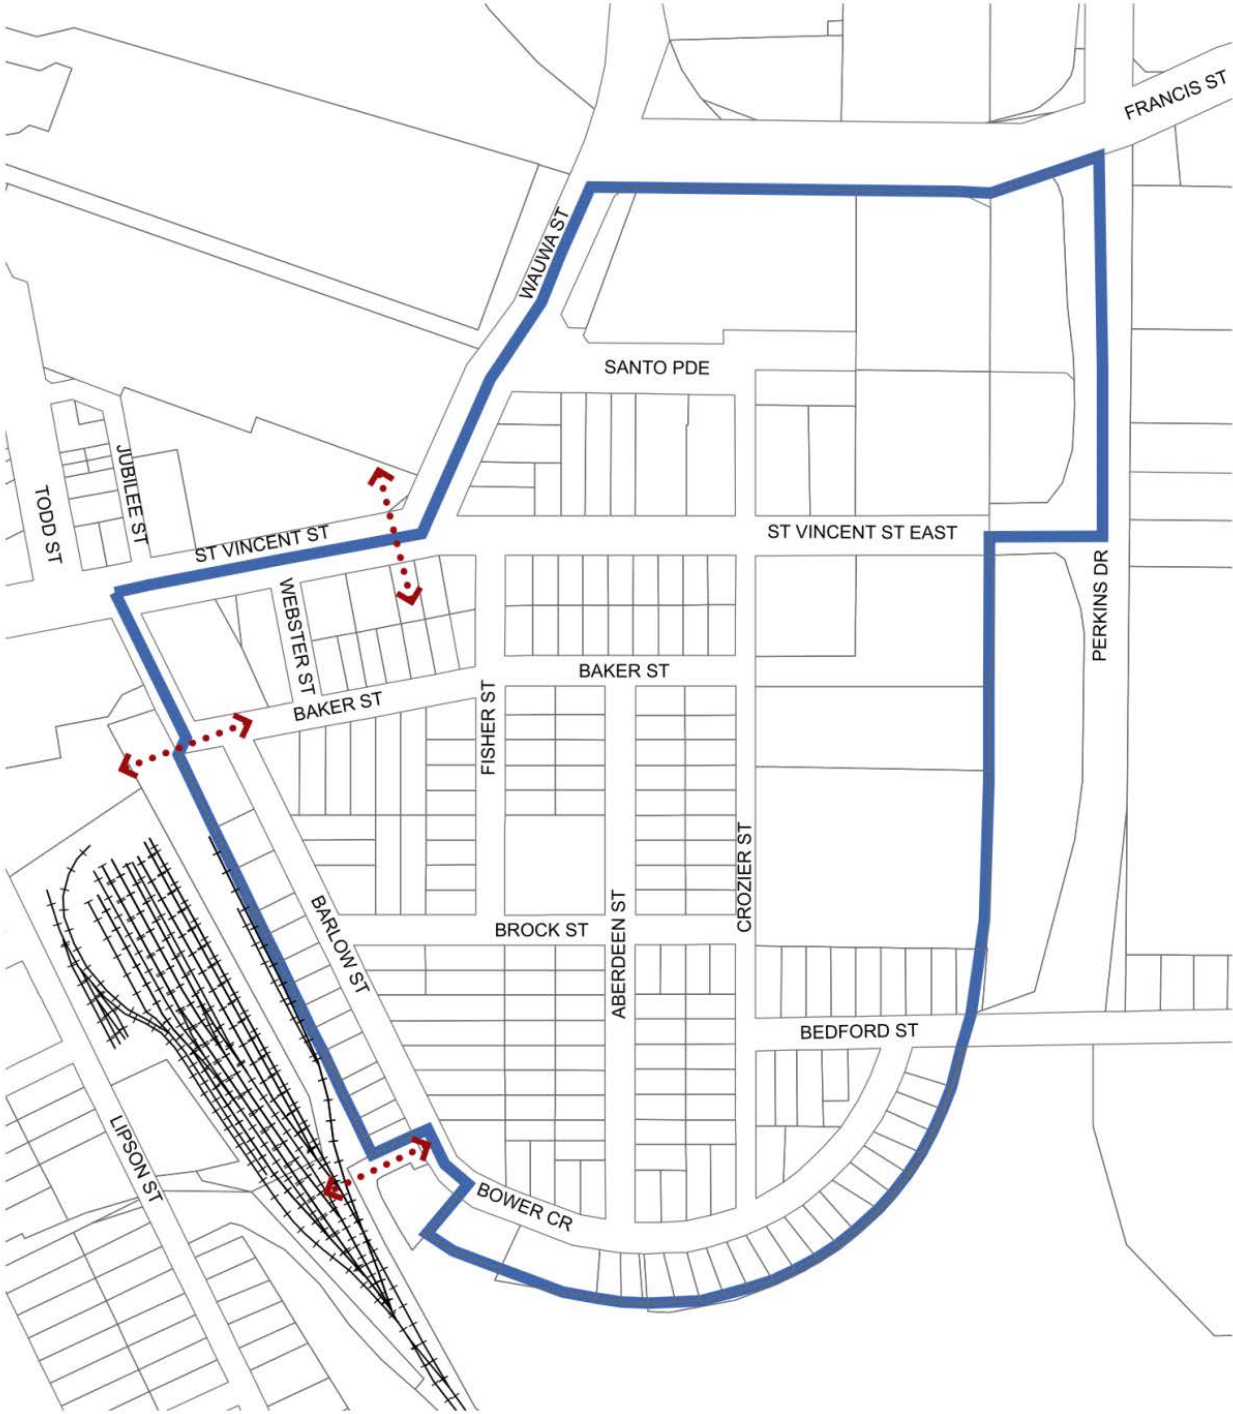 FRANCIS ST
WAUWA ST
SANTO PDE
JUBILEE ST
TODD ST
ST VINCENT ST
ST VINCENT ST EAST
WEBSTER ST
PERKINS DR
BAKER ST
BAKER ST
FISHER ST
CROZIER ST
BARLOW ST
BROCK ST
ABERDEEN ST
BEDFORD ST
LIPSON ST
BOWER CR